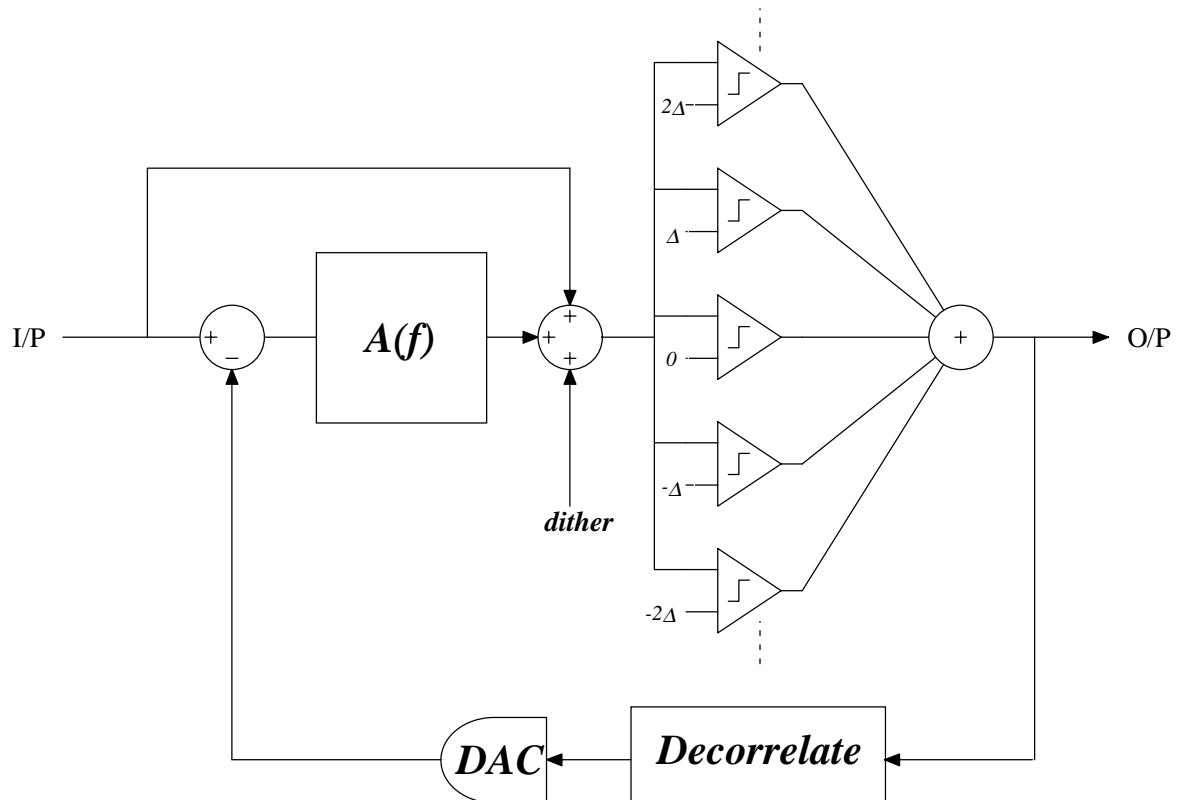 2Δ
Δ
I/P
+
−
A(f)
+
+
+
0
+
O/P
-Δ
dither
-2Δ
DAC
Decorrelate